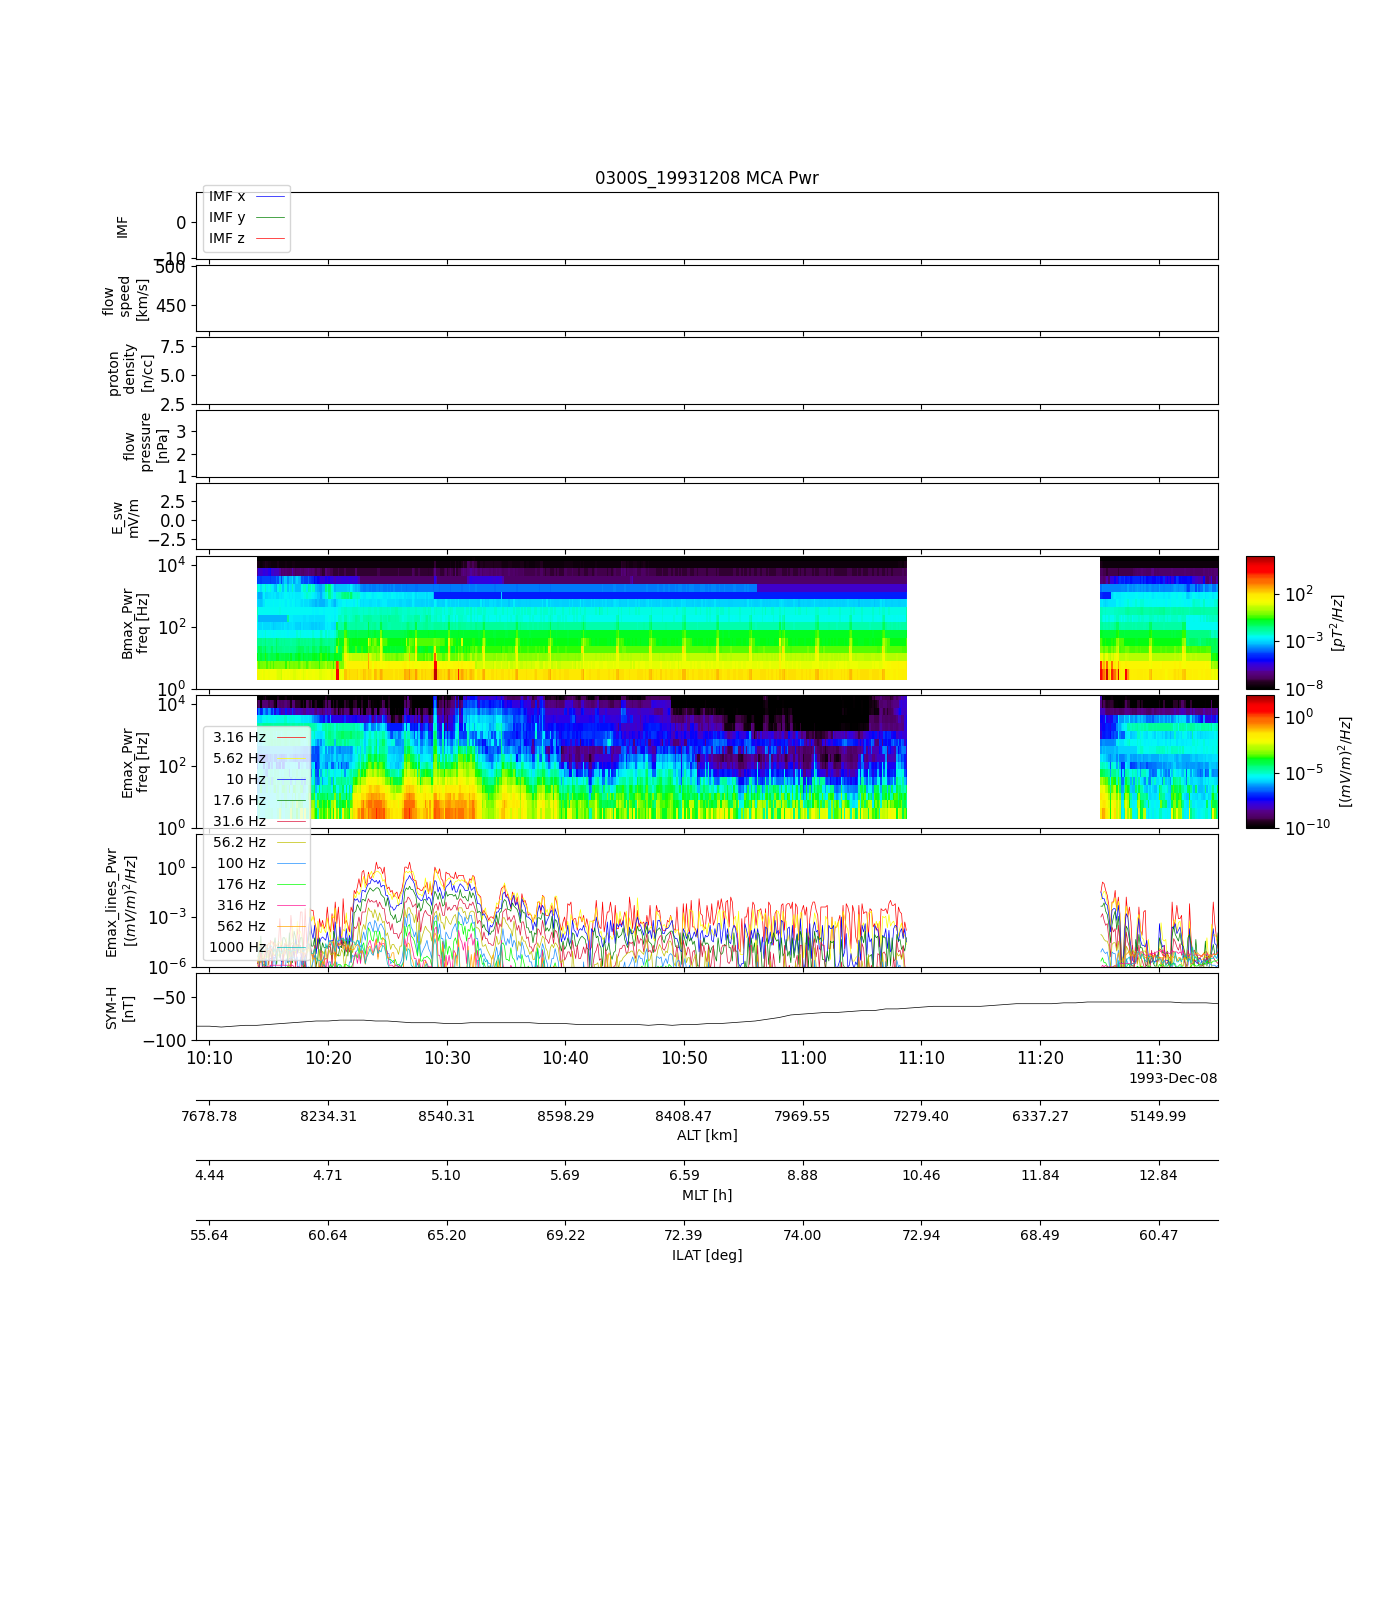 0300S_19931208 MCA Pwr
IMF
0
−10
IMF x
IMF y
IMF z
flow
speed
[km/s]
500
450
proton
density
[n/cc]
7.5
5.0
2.5
flow
pressure
[nPa]
3
2
1
E_sw
mV/m
2.5
0.0
−2.5
Bmax_Pwr
freq [Hz]
10^4
10^2
10^0
10^2
10^−3
10^−8
[pT^2/Hz]
Emax_Pwr
freq [Hz]
10^4
10^2
10^0
10^0
10^−5
10^−10
[(mV/m)^2/Hz]
3.16 Hz
5.62 Hz
10 Hz
17.6 Hz
31.6 Hz
56.2 Hz
100 Hz
176 Hz
316 Hz
562 Hz
1000 Hz
Emax_lines_Pwr
[(mV/m)^2/Hz]
10^0
10^−3
10^−6
SYM-H
[nT]
−50
−100
10:10 10:20 10:30 10:40 10:50 11:00 11:10 11:20 11:30
1993-Dec-08
7678.78 8234.31 8540.31 8598.29 8408.47 7969.55 7279.40 6337.27 5149.99
ALT [km]
4.44 4.71 5.10 5.69 6.59 8.88 10.46 11.84 12.84
MLT [h]
55.64 60.64 65.20 69.22 72.39 74.00 72.94 68.49 60.47
ILAT [deg]